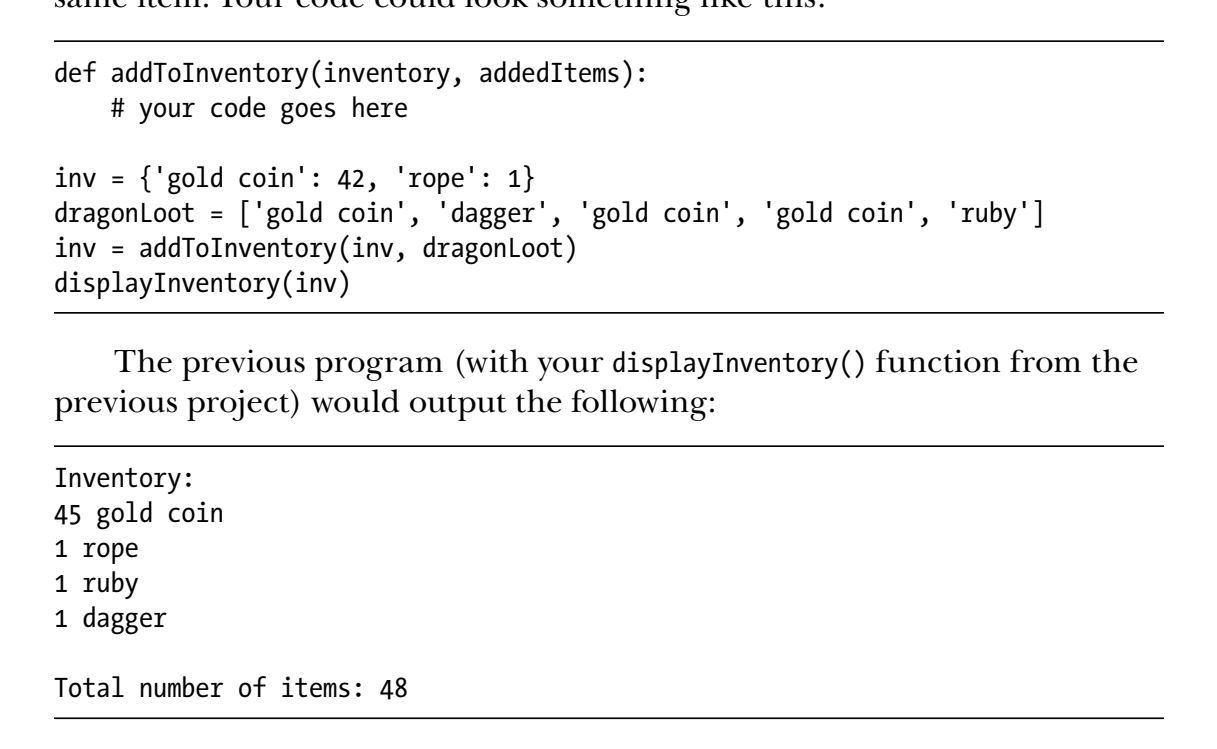 same item. Your code could look something like this:
def addToInventory(inventory, addedItems):
    # your code goes here
inv = {'gold coin': 42, 'rope': 1}
dragonLoot = ['gold coin', 'dagger', 'gold coin', 'gold coin', 'ruby']
inv = addToInventory(inv, dragonLoot)
displayInventory(inv)
The previous program (with your displayInventory() function from the
previous project) would output the following:
Inventory:
45 gold coin
1 rope
1 ruby
1 dagger
Total number of items: 48